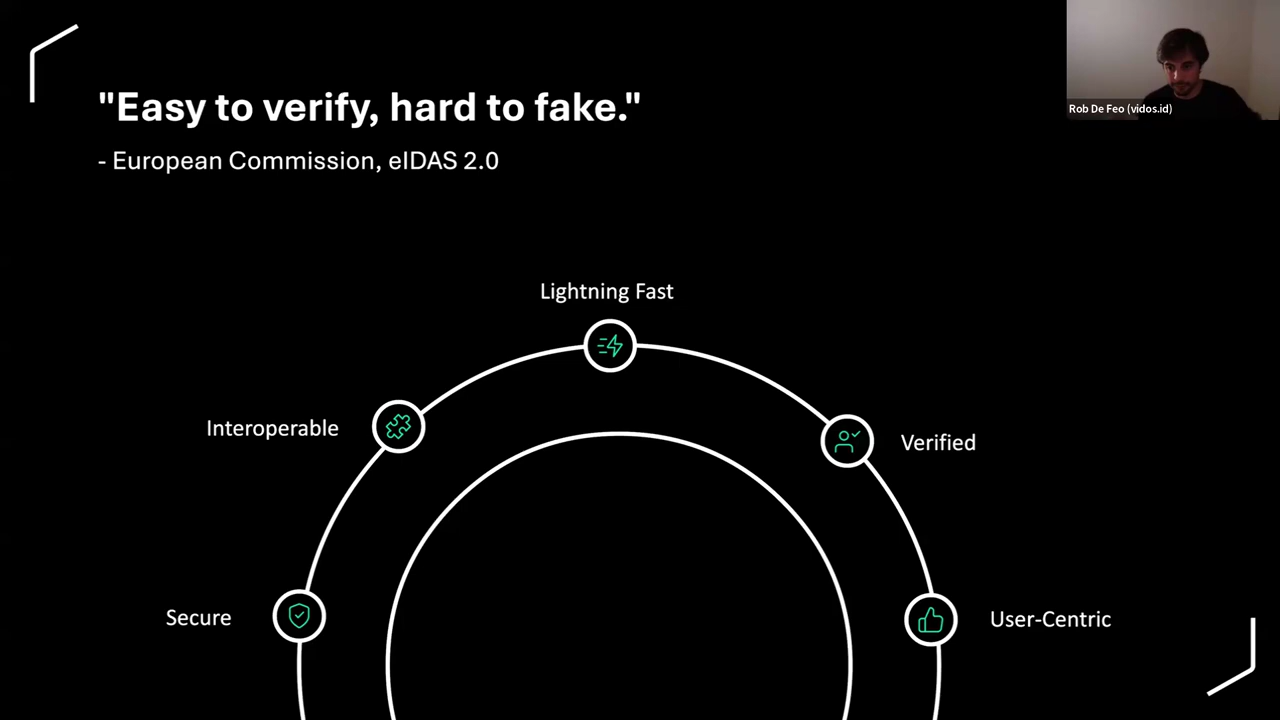 "Easy to verify, hard to fake."
- European Commission, eIDAS 2.0
Rob De Feo (vidos.id)
Lightning Fast
Interoperable
Verified
Secure
User-Centric